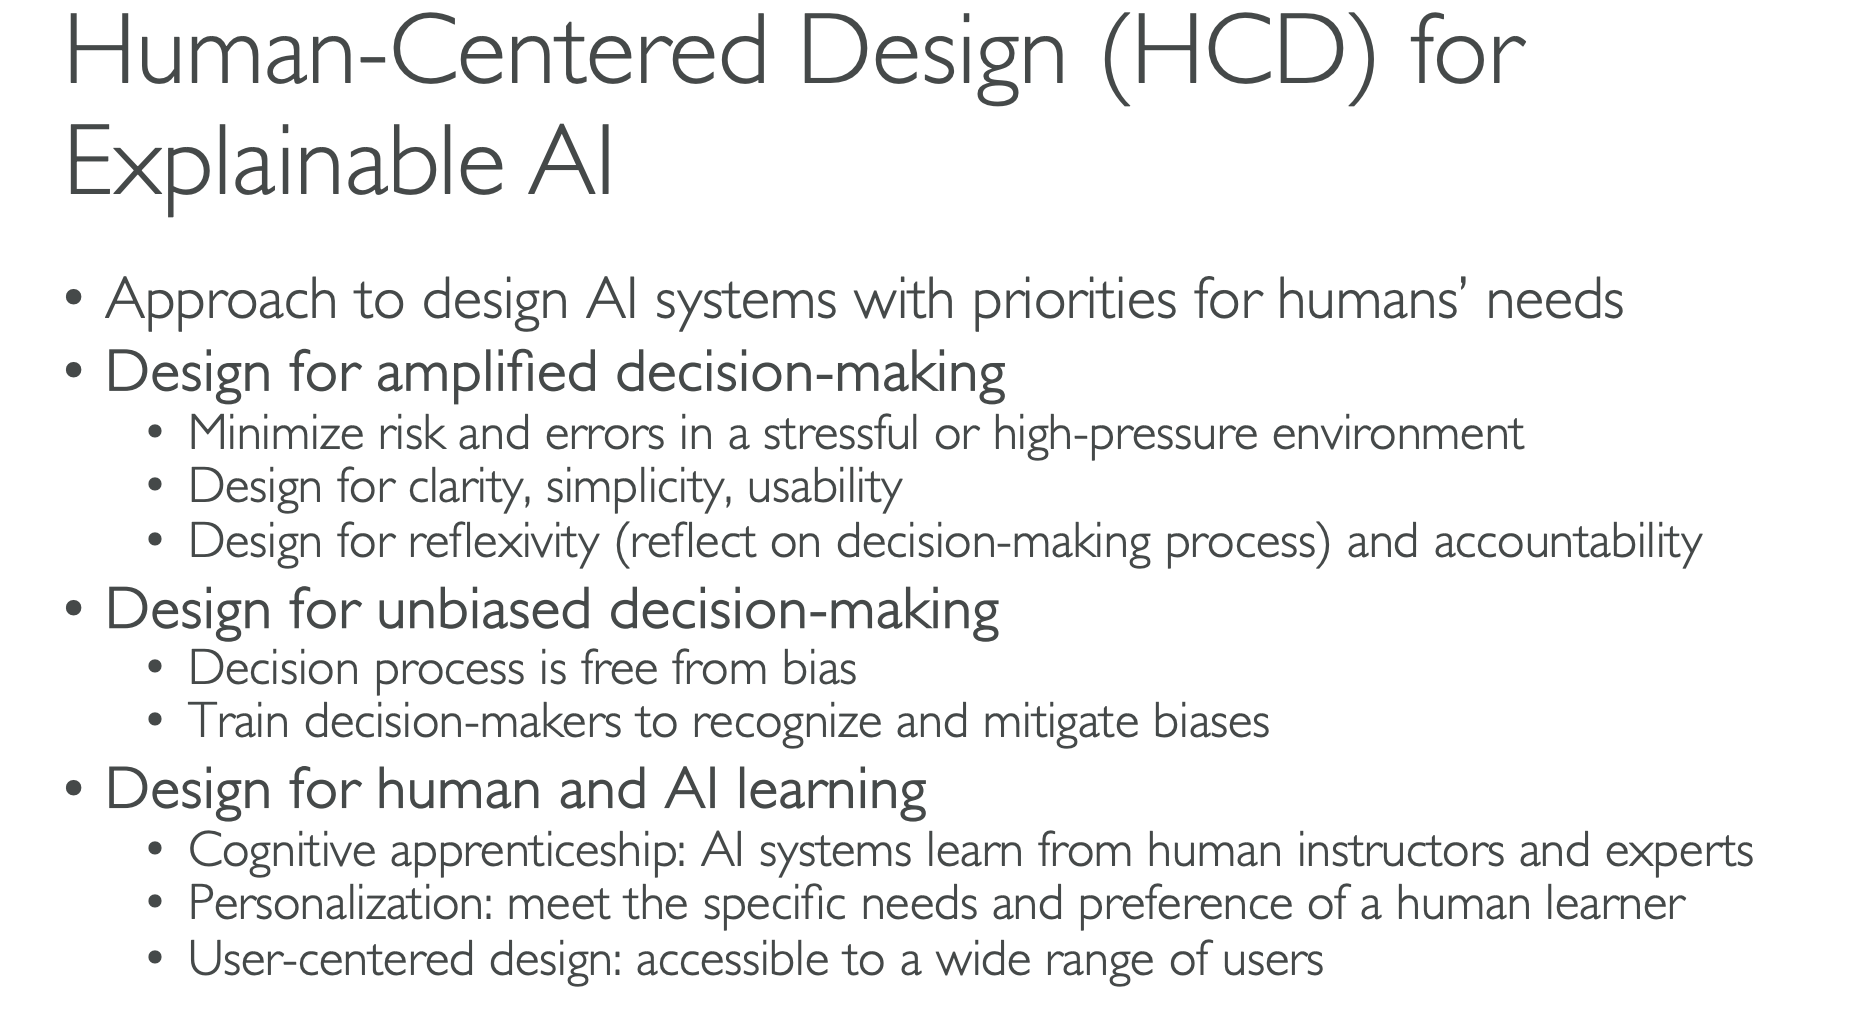 Human-Centered Design (HCD) for
Explainable AI
• Approach to design AI systems with priorities for humans’ needs
• Design for amplified decision-making
• Minimize risk and errors in a stressful or high-pressure environment
• Design for clarity, simplicity, usability
• Design for reflexivity (reflect on decision-making process) and accountability
• Design for unbiased decision-making
• Decision process is free from bias
• Train decision-makers to recognize and mitigate biases
• Design for human and AI learning
• Cognitive apprenticeship: AI systems learn from human instructors and experts
• Personalization: meet the specific needs and preference of a human learner
• User-centered design: accessible to a wide range of users